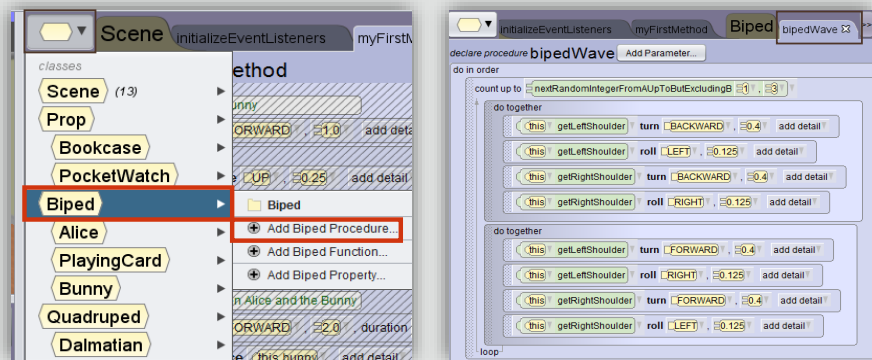 Scene initializeEventListeners myFirstM
classes
Scene (13)
Prop
Bookcase
PocketWatch
Biped
Alice
PlayingCard
Bunny
Quadruped
Dalmatian
ethod
unny
ORWARD , 1.0 add deta
e UP , 0.25 add detail
Biped
Add Biped Procedure...
Add Biped Function...
Add Biped Property...
n Alice and the Bunny
ORWARD , 2.0 , duration
ce this bunny add detail
initializeEventListeners myFirstMethod Biped bipedWave
declare procedure bipedWave Add Parameter...
do in order
count up to nextRandomIntegerFromAUpToButExcludingB 1 , 3
do together
this getLeftShoulder turn BACKWARD , 0.4 add detail
this getLeftShoulder roll LEFT , 0.125 add detail
this getRightShoulder turn BACKWARD , 0.4 add detail
this getRightShoulder roll RIGHT , 0.125 add detail
do together
this getLeftShoulder turn FORWARD , 0.4 add detail
this getLeftShoulder roll RIGHT , 0.125 add detail
this getRightShoulder turn FORWARD , 0.4 add detail
this getRightShoulder roll LEFT , 0.125 add detail
loop